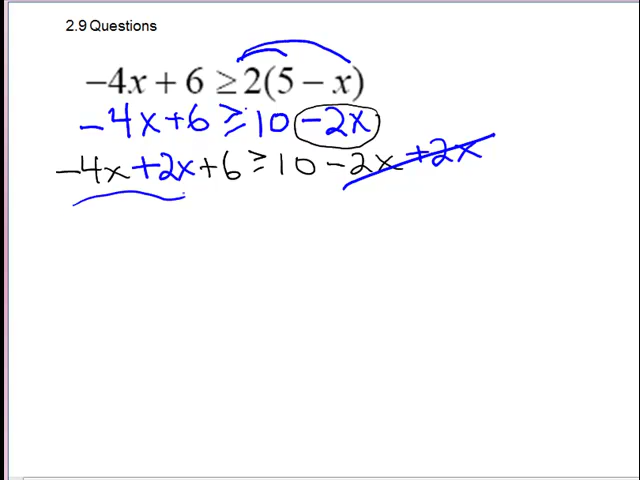 2.9 Questions
−4x + 6 ≥ 2(5 − x)
-4x+6 ≥ 10 -2x
-4x +2x +6 ≥ 10 -2x +2x